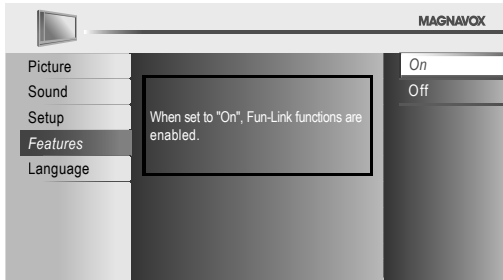 MAGNAVOX
Picture
Sound
Setup
Features
Language
When set to "On", Fun-Link functions are
enabled.
On
Off